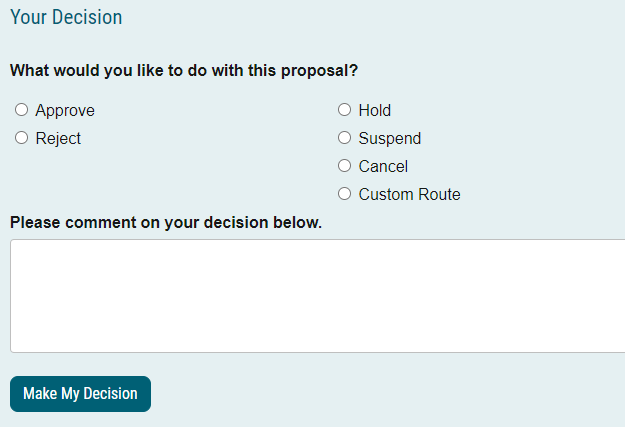 Your Decision
What would you like to do with this proposal?
Approve
Reject
Hold
Suspend
Cancel
Custom Route
Please comment on your decision below.
Make My Decision